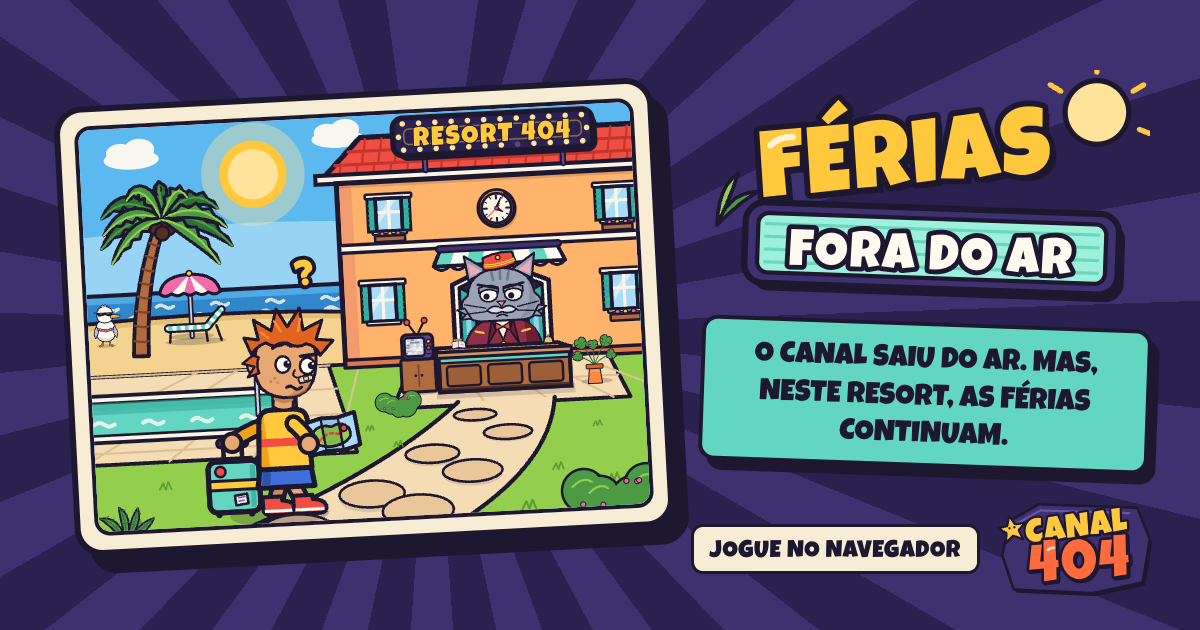 RESORT 404
?
FÉRIAS
FORA DO AR
O CANAL SAIU DO AR. MAS,
NESTE RESORT, AS FÉRIAS
CONTINUAM.
JOGUE NO NAVEGADOR
CANAL
404